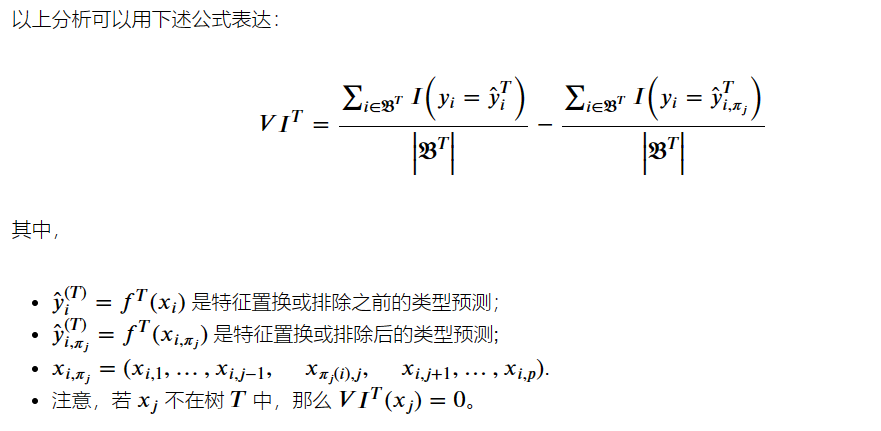 以上分析可以用下述公式表达：
$VI^T = \frac{\sum_{i \in \mathfrak{B}^T} I\left(y_i = \hat{y}_i^T\right)}{\left|\mathfrak{B}^T\right|} - \frac{\sum_{i \in \mathfrak{B}^T} I\left(y_i = \hat{y}_{i,\pi_j}^T\right)}{\left|\mathfrak{B}^T\right|}$
其中，
• $\hat{y}_i^{(T)} = f^T(x_i)$ 是特征置换或排除之前的类型预测；
• $\hat{y}_{i,\pi_j}^{(T)} = f^T(x_{i,\pi_j})$ 是特征置换或排除后的类型预测;
• $x_{i,\pi_j} = (x_{i,1}, \ldots, x_{i,j-1}, \quad x_{\pi_j(i),j}, \quad x_{i,j+1}, \ldots, x_{i,p})$.
• 注意，若 $x_j$ 不在树 $T$ 中，那么 $VI^T(x_j) = 0$。